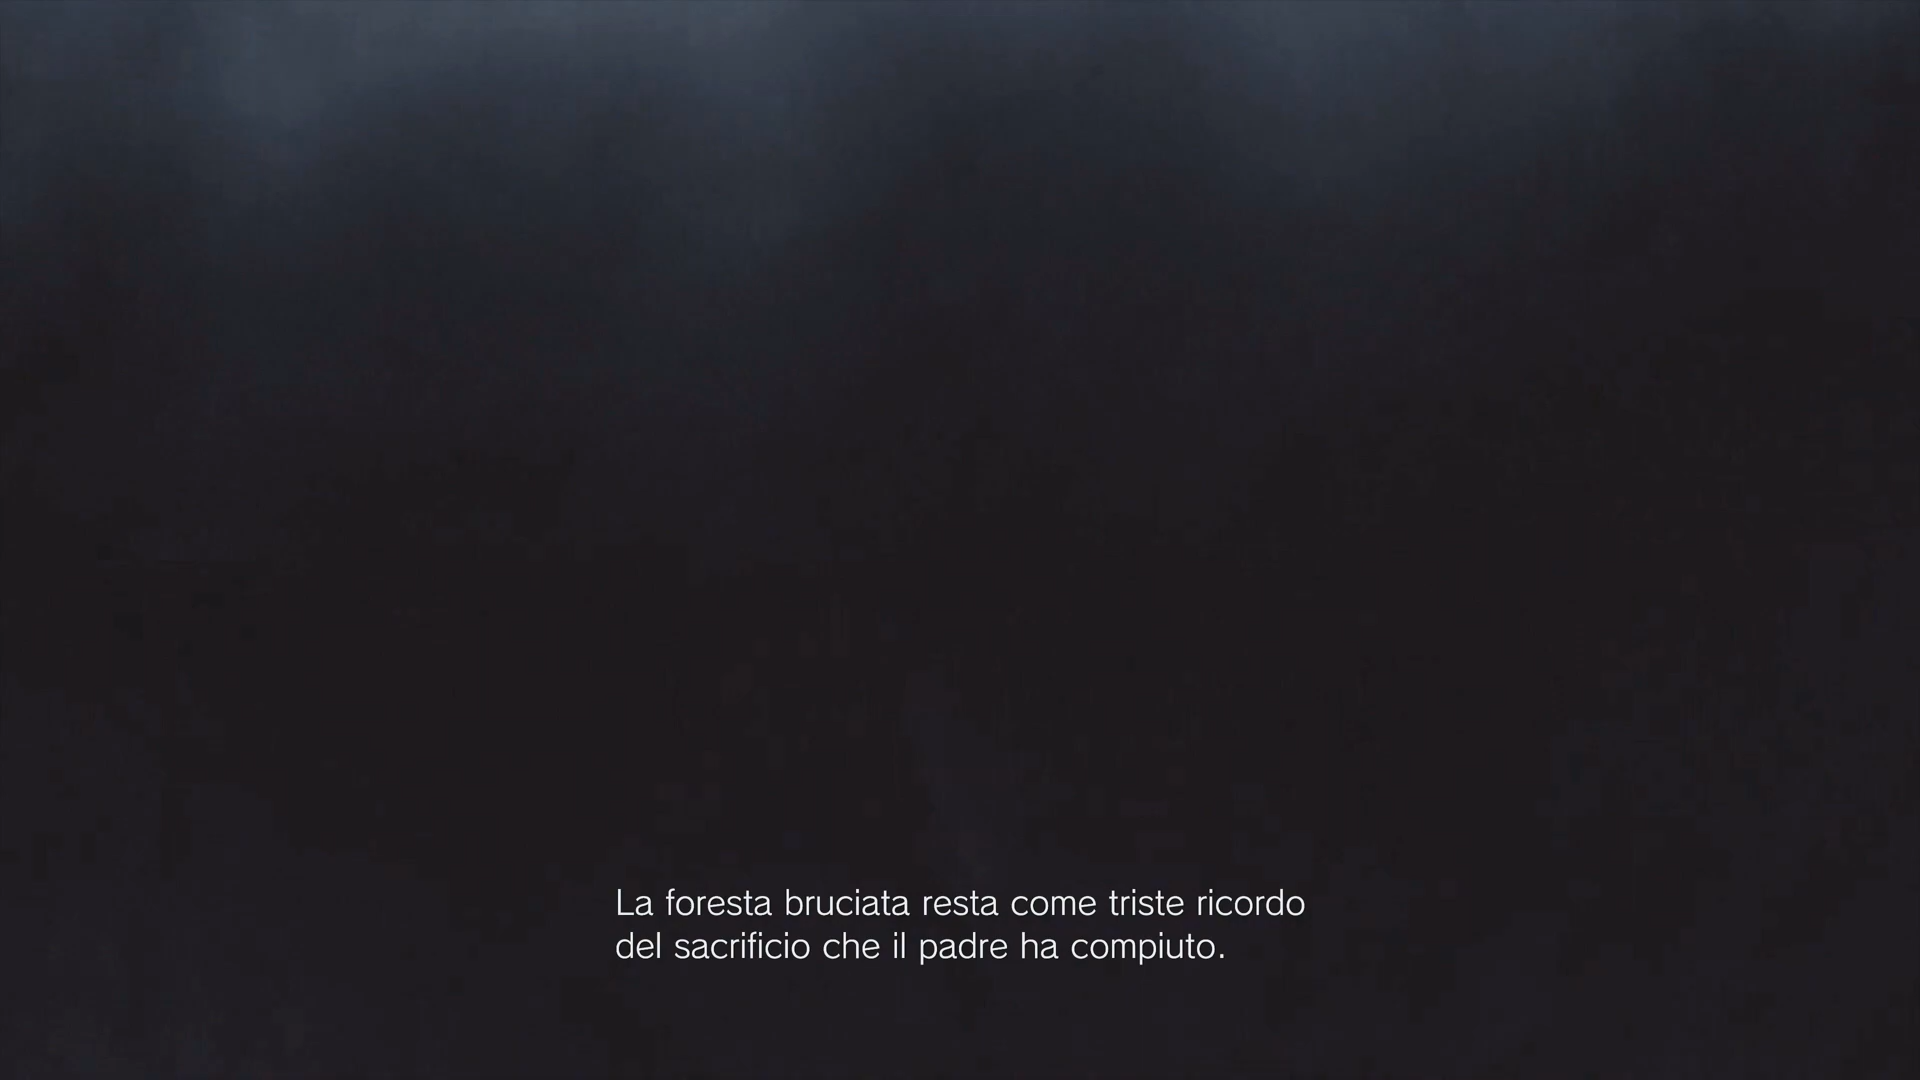 La foresta bruciata resta come triste ricordo
del sacrificio che il padre ha compiuto.